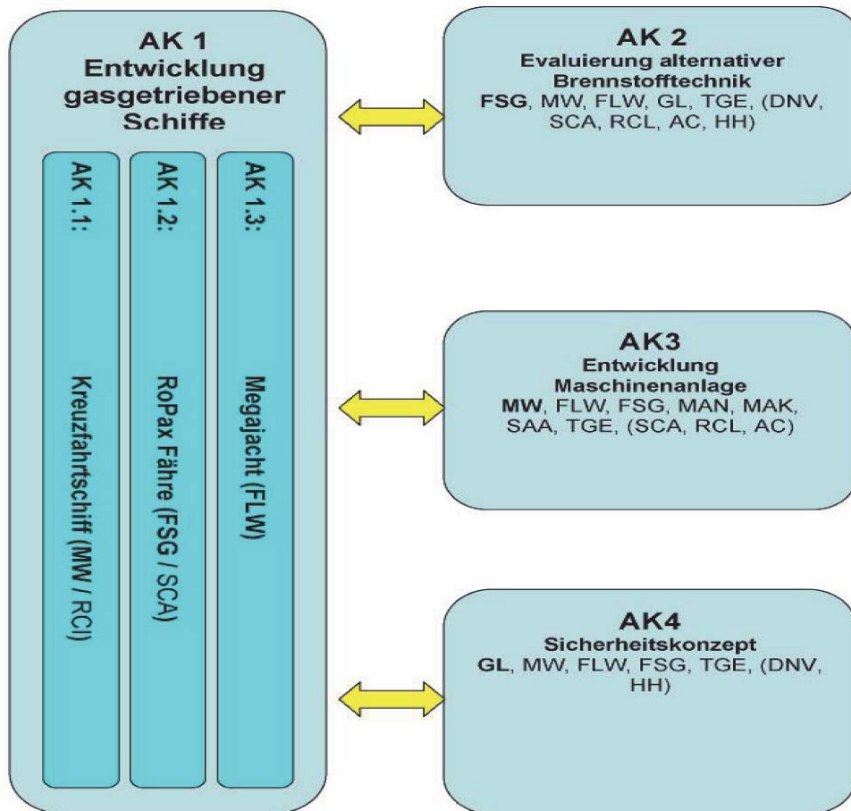 AK 1
Entwicklung
gasgetriebener
Schiffe
AK 1.1: Kreuzfahrtschiff (MW / RCI)
AK 1.2: RoPax Fähre (FSG / SCA)
AK 1.3: Megajacht (FLW)
AK 2
Evaluierung alternativer
Brennstofftechnik
FSG, MW, FLW, GL, TGE, (DNV,
SCA, RCL, AC, HH)
AK3
Entwicklung
Maschinenanlage
MW, FLW, FSG, MAN, MAK,
SAA, TGE, (SCA, RCL, AC)
AK4
Sicherheitskonzept
GL, MW, FLW, FSG, TGE, (DNV,
HH)